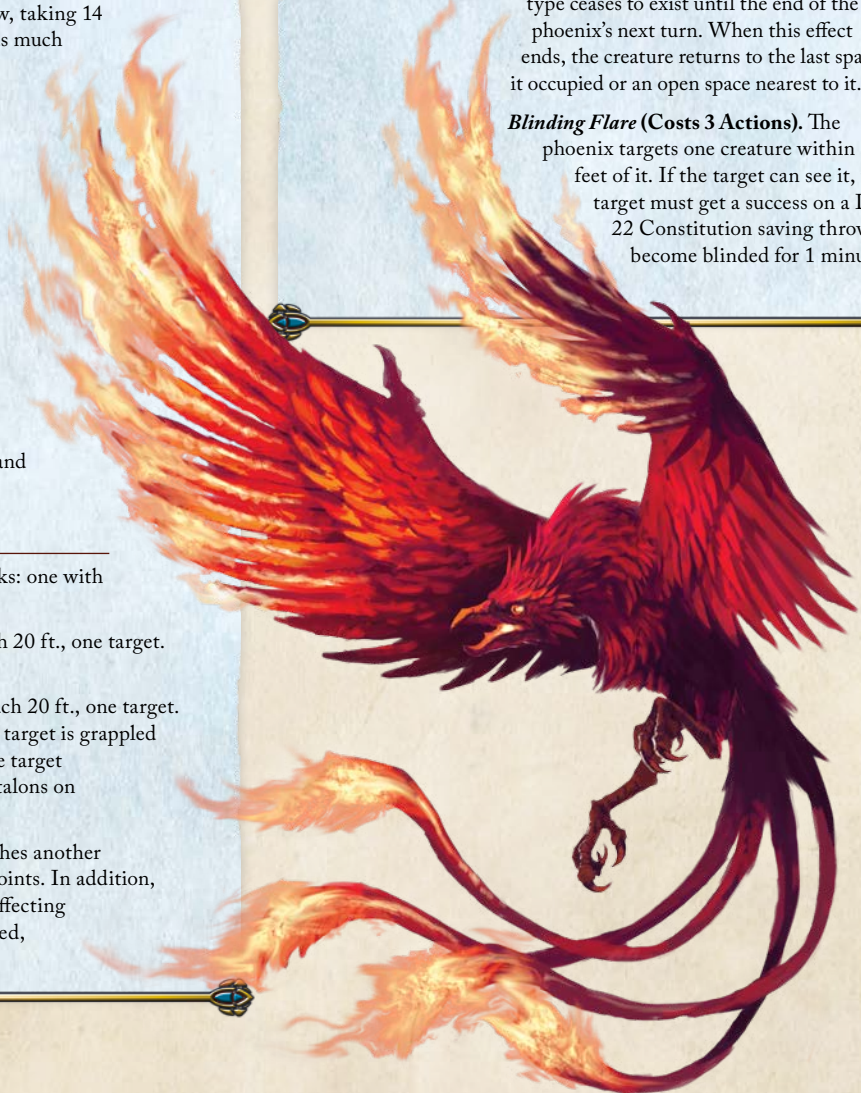 w, taking 14
s much
and
ks: one with
h 20 ft., one target.
ch 20 ft., one target.
target is grappled
e target
talons on
hes another
oints. In addition,
ffecting
ed,
type ceases to exist until the end of the
phoenix’s next turn. When this effect
ends, the creature returns to the last spa
it occupied or an open space nearest to it.
Blinding Flare (Costs 3 Actions). The
phoenix targets one creature within
feet of it. If the target can see it,
target must get a success on a D
22 Constitution saving throw
become blinded for 1 minu